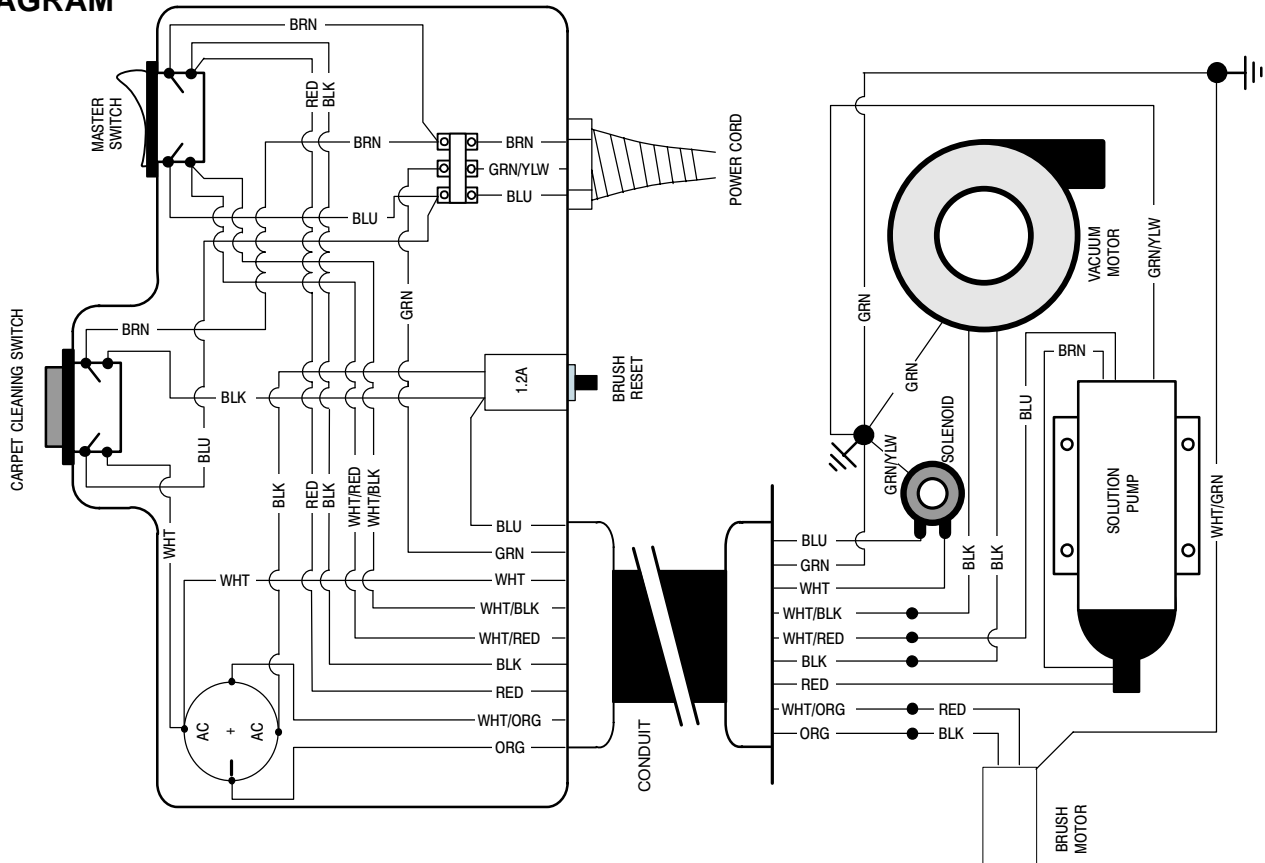 AGRAM
BRN
RED
BLK
MASTER
SWITCH
BRN
BRN
GRN/YLW
BLU
BLU
POWER CORD
CARPET CLEANING SWITCH
BRN
BLK
BLU
GRN
1.2A
BRUSH
RESET
WHT
BLK
RED
BLK
WHT/RED
WHT/BLK
BLU
GRN
WHT
WHT
WHT/BLK
WHT/RED
BLK
RED
WHT/ORG
ORG
AC
+
AC
–
CONDUIT
BLU
GRN
WHT
WHT/BLK
WHT/RED
BLK
RED
WHT/ORG
RED
ORG
BLK
GRN
GRN
GRN/YLW
SOLENOID
VACUUM
MOTOR
GRN/YLW
BLK
BLK
BLU
BRN
SOLUTION
PUMP
WHT/GRN
BRUSH
MOTOR